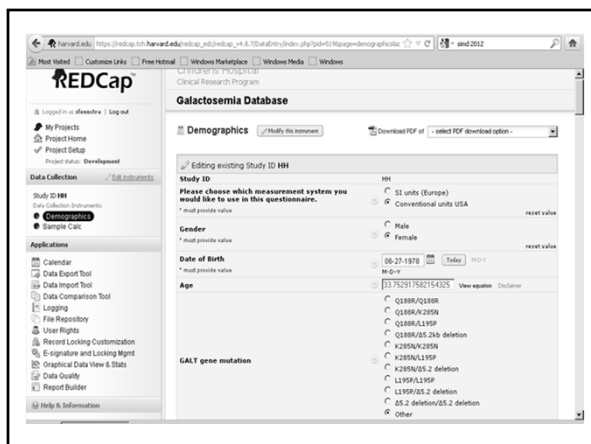 harvard.edu https://redcap.tch.harvard.edu/redcap_edc/redcap_v4.8.7/DataEntry/index.php?pid=519&page=demographics&id simd 2012
Most Visited Customize Links Free Hotmail Windows Marketplace Windows Media Windows
REDCap
Children's Hospital
Clinical Research Program
Galactosemia Database
Logged in as sfeenstra | Log out
My Projects
Project Home
Project Setup
Project status: Development
Data Collection Edit instruments
Study ID HH
Data Collection Instruments:
Demographics
Sample Calc
Applications
Calendar
Data Export Tool
Data Import Tool
Data Comparison Tool
Logging
File Repository
User Rights
Record Locking Customization
E-signature and Locking Mgmt
Graphical Data View & Stats
Data Quality
Report Builder
Help & Information
Demographics Modify this instrument Download PDF of - select PDF download option -
Editing existing Study ID HH
Study ID HH
Please choose which measurement system you
would like to use in this questionnaire.
* must provide value
SI units (Europe)
Conventional units USA
reset value
Gender
* must provide value
Male
Female
reset value
Date of Birth
* must provide value
06-27-1978 Today M-D-Y
M-D-Y
Age 33.752917582154325 View equation Disclaimer
GALT gene mutation
Q188R/Q188R
Q188R/K285N
Q188R/L195P
Q188R/Δ5.2kb deletion
K285N/K285N
K285N/L195P
K285N/Δ5.2 deletion
L195P/L195P
L195P/Δ5.2 deletion
Δ5.2 deletion/Δ5.2 deletion
Other